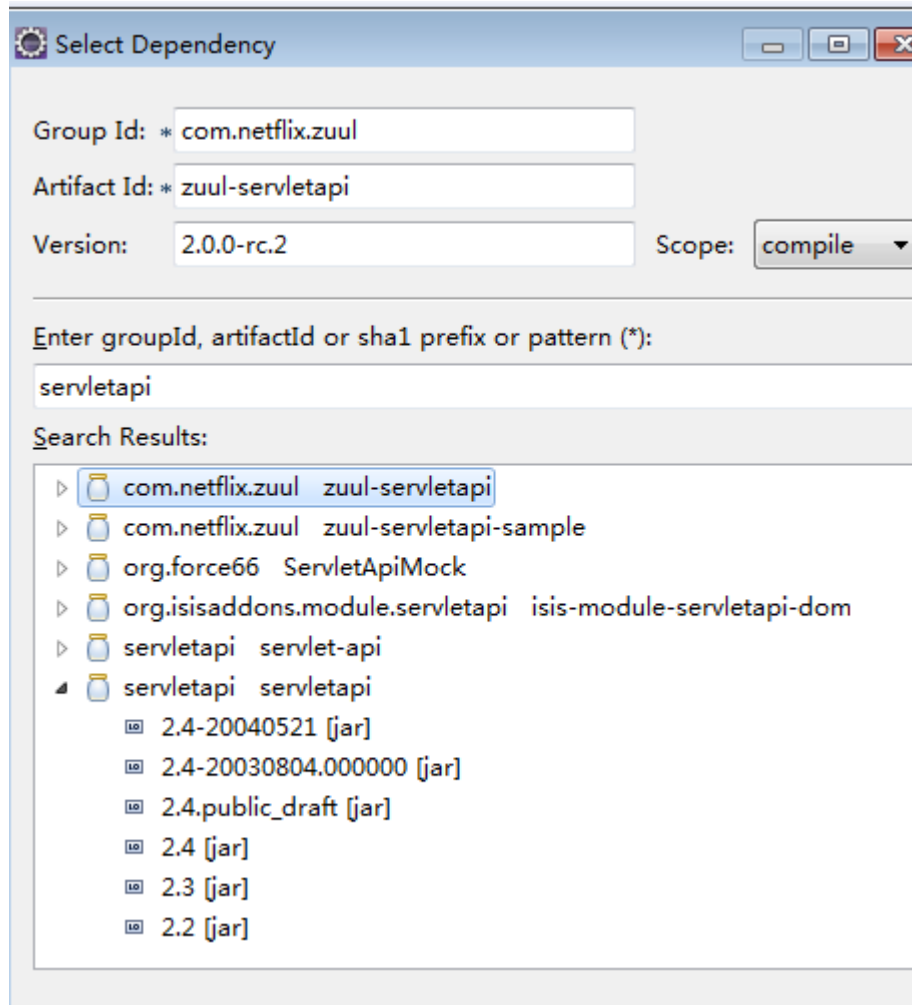 Select Dependency
Group Id: * com.netflix.zuul
Artifact Id: * zuul-servletapi
Version: 2.0.0-rc.2 Scope: compile
Enter groupId, artifactId or sha1 prefix or pattern (*):
servletapi
Search Results:
com.netflix.zuul zuul-servletapi
com.netflix.zuul zuul-servletapi-sample
org.force66 ServletApiMock
org.isisaddons.module.servletapi isis-module-servletapi-dom
servletapi servlet-api
servletapi servletapi
2.4-20040521 [jar]
2.4-20030804.000000 [jar]
2.4.public_draft [jar]
2.4 [jar]
2.3 [jar]
2.2 [jar]